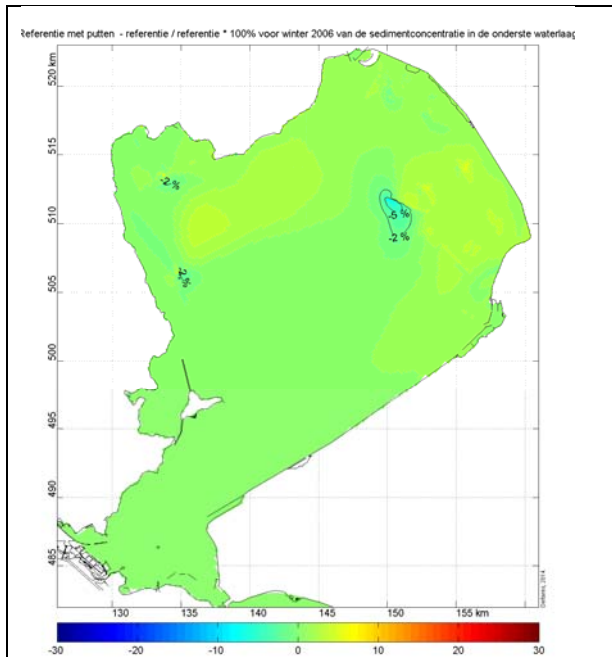 Referentie met putten - referentie / referentie * 100% voor winter 2006 van de sedimentconcentratie in de onderste waterlaag
520 km
515
510
505
500
495
490
485
-2 %
-5 %
-2 %
-2 %
130 135 140 145 150 155 km
Deltares, 2014
-30 -20 -10 0 10 20 30